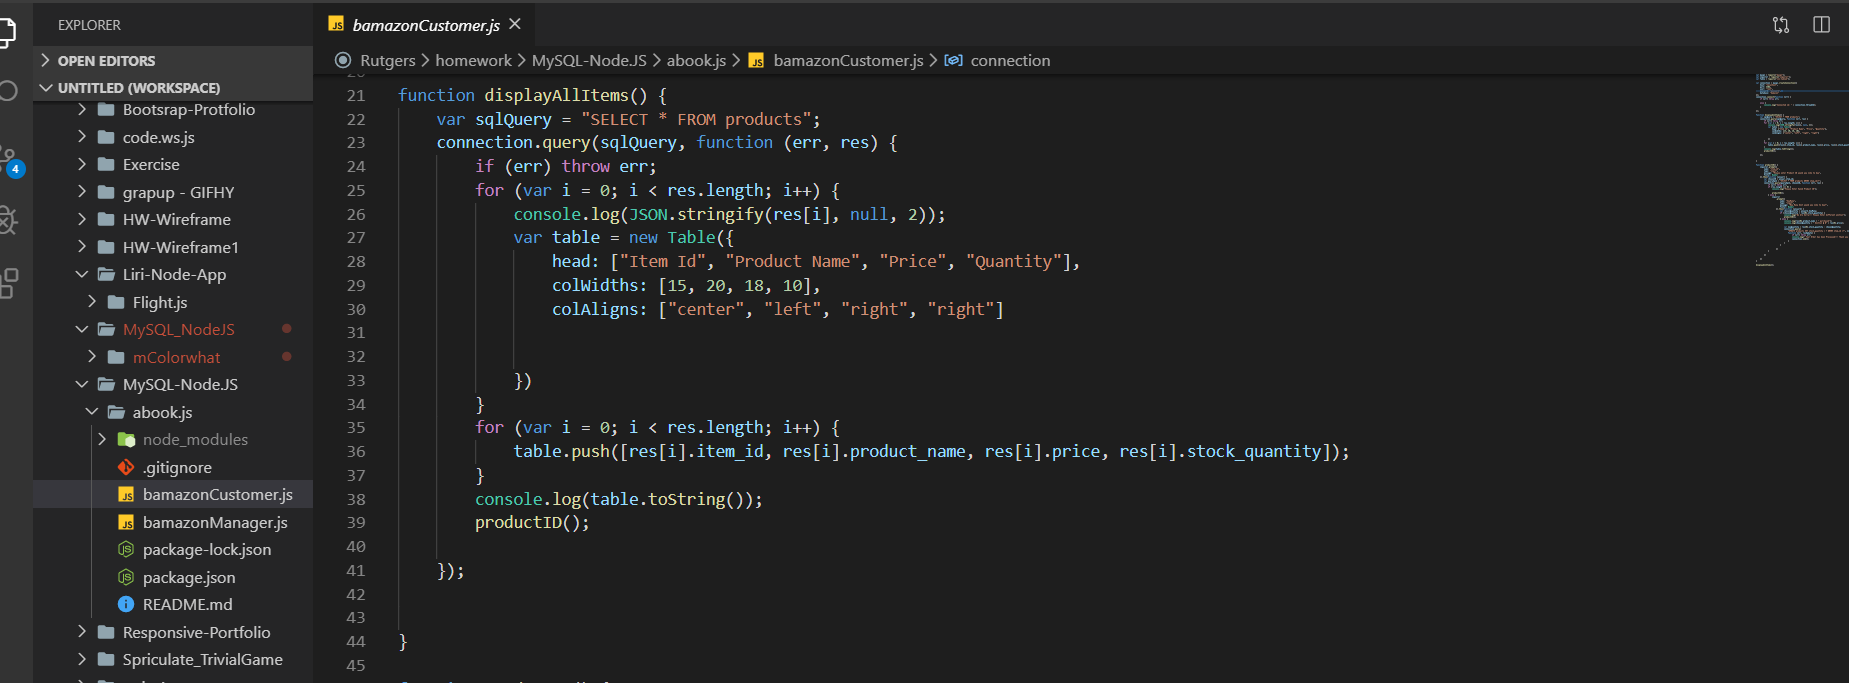 EXPLORER
OPEN EDITORS
UNTITLED (WORKSPACE)
Bootsrap-Protfolio
code.ws.js
Exercise
grapup - GIFHY
HW-Wireframe
HW-Wireframe1
Liri-Node-App
Flight.js
MySQL_NodeJS
mColorwhat
MySQL-NodeJS
abook.js
node_modules
.gitignore
JS bamazonCustomer.js
JS bamazonManager.js
package-lock.json
package.json
README.md
Responsive-Portfolio
Spriculate_TrivialGame
4
JS bamazonCustomer.js
Rutgers > homework > MySQL-Node.JS > abook.js > JS bamazonCustomer.js > connection
21 function displayAllItems() {
22 var sqlQuery = "SELECT * FROM products";
23 connection.query(sqlQuery, function (err, res) {
24 if (err) throw err;
25 for (var i = 0; i < res.length; i++) {
26 console.log(JSON.stringify(res[i], null, 2));
27 var table = new Table({
28 head: ["Item Id", "Product Name", "Price", "Quantity"],
29 colWidths: [15, 20, 18, 10],
30 colAligns: ["center", "left", "right", "right"]
31
32
33 })
34 }
35 for (var i = 0; i < res.length; i++) {
36 table.push([res[i].item_id, res[i].product_name, res[i].price, res[i].stock_quantity]);
37 }
38 console.log(table.toString());
39 productID();
40
41 });
42
43
44 }
45